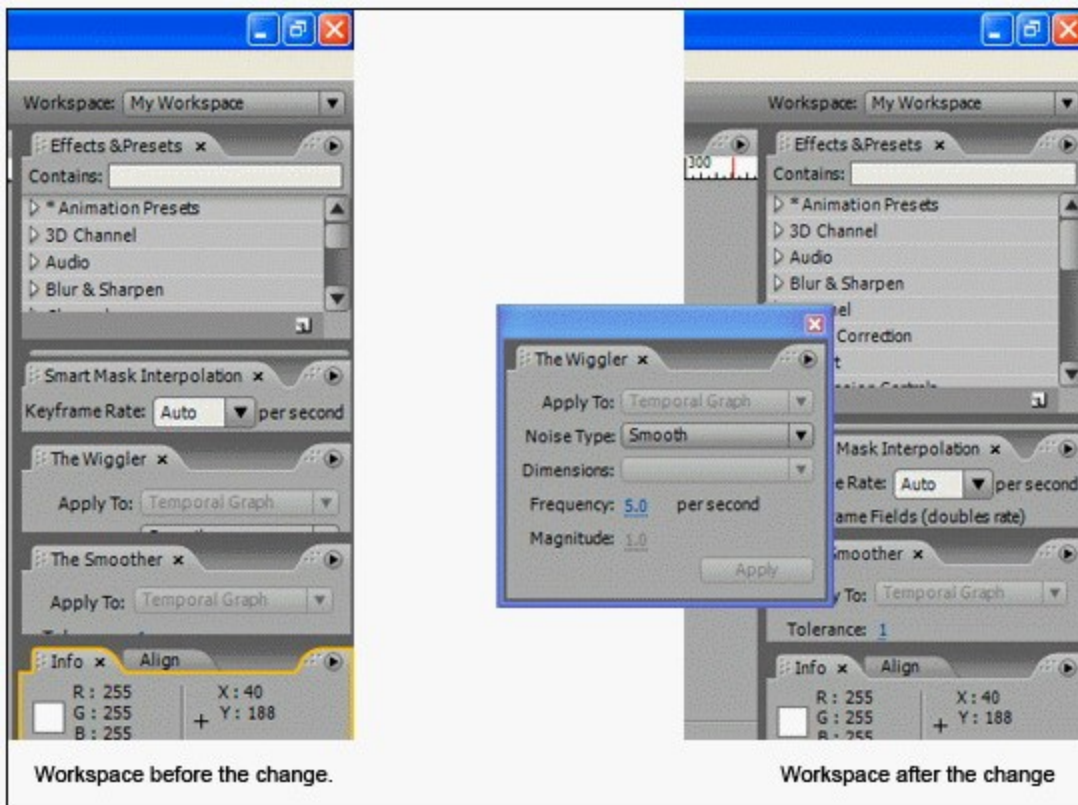 Workspace: My Workspace
Effects &Presets ×
Contains:
* Animation Presets
3D Channel
Audio
Blur & Sharpen
Smart Mask Interpolation ×
Keyframe Rate: Auto per second
The Wiggler ×
Apply To: Temporal Graph
The Smoother ×
Apply To: Temporal Graph
Info × Align
R : 255 X : 40
G : 255 Y : 188
B : 255
Workspace before the change.
The Wiggler ×
Apply To: Temporal Graph
Noise Type: Smooth
Dimensions:
Frequency: 5.0 per second
Magnitude: 1.0
Apply
Workspace: My Workspace
300
Effects &Presets ×
Contains:
* Animation Presets
3D Channel
Audio
Blur & Sharpen
nel
Correction
t
Mask Interpolation ×
e Rate: Auto per second
ame Fields (doubles rate)
moother ×
y To: Temporal Graph
Tolerance: 1
Info × Align
R : 255 X : 40
G : 255 Y : 188
B : 255
Workspace after the change